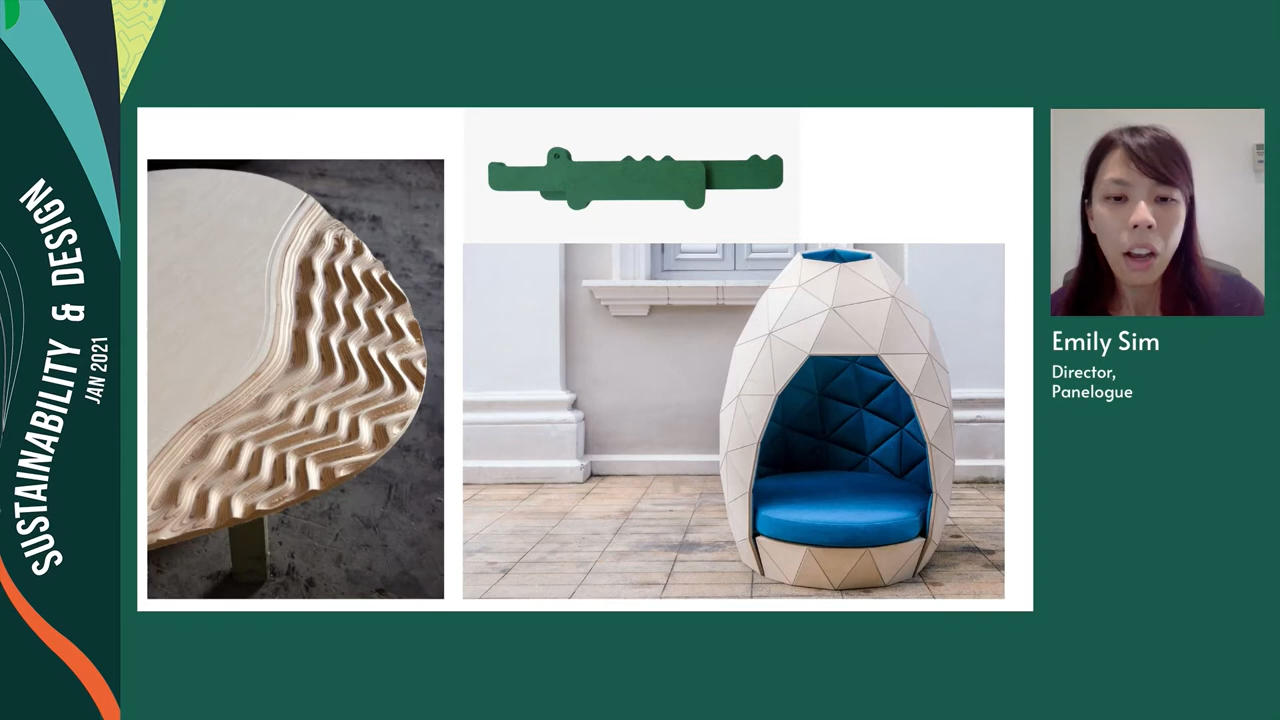 SUSTAINABILITY & DESIGN
JAN 2021
Emily Sim
Director,
Panelogue